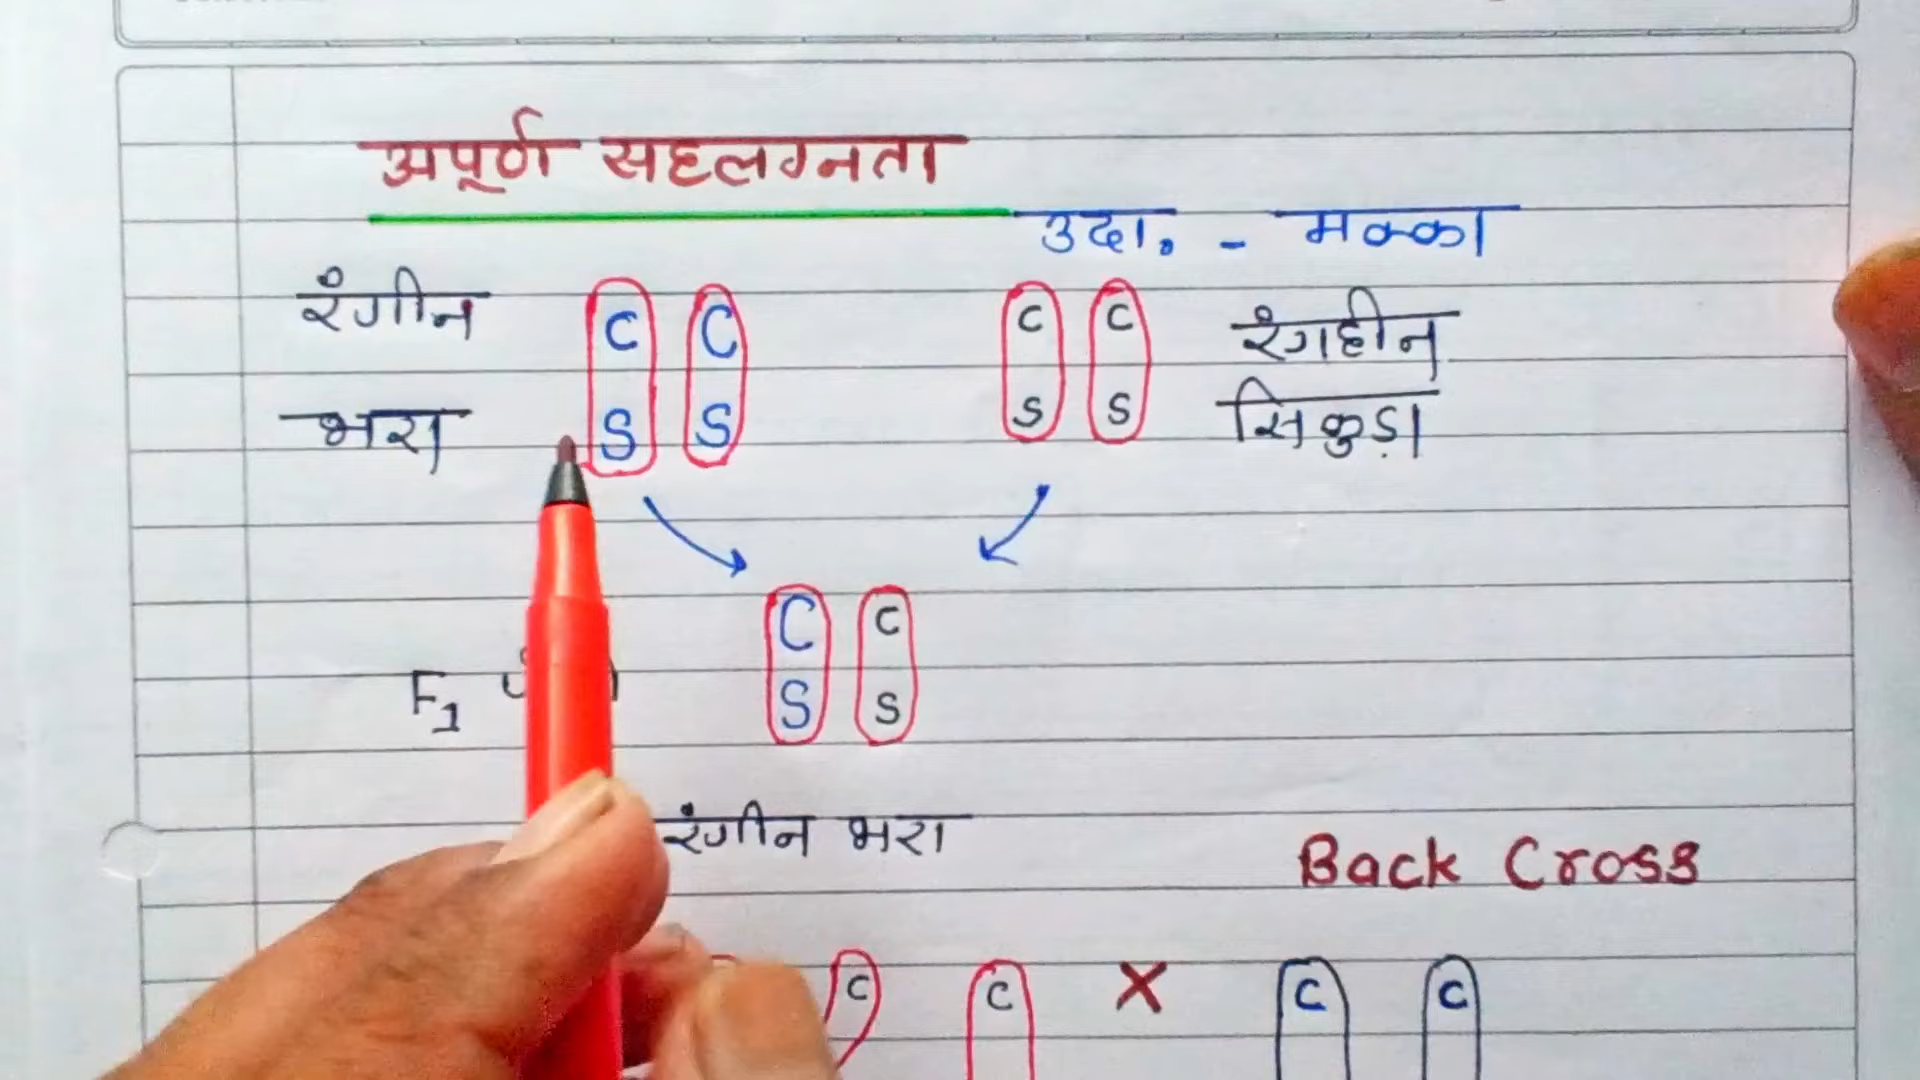 अपूर्ण सहलग्नता
उदा. - मक्का
रंगीन C C c c रंगहीन
भरा S S s s सिकुड़ा
C c
F1 S s
रंगीन भरा
Back Cross
c c X c c